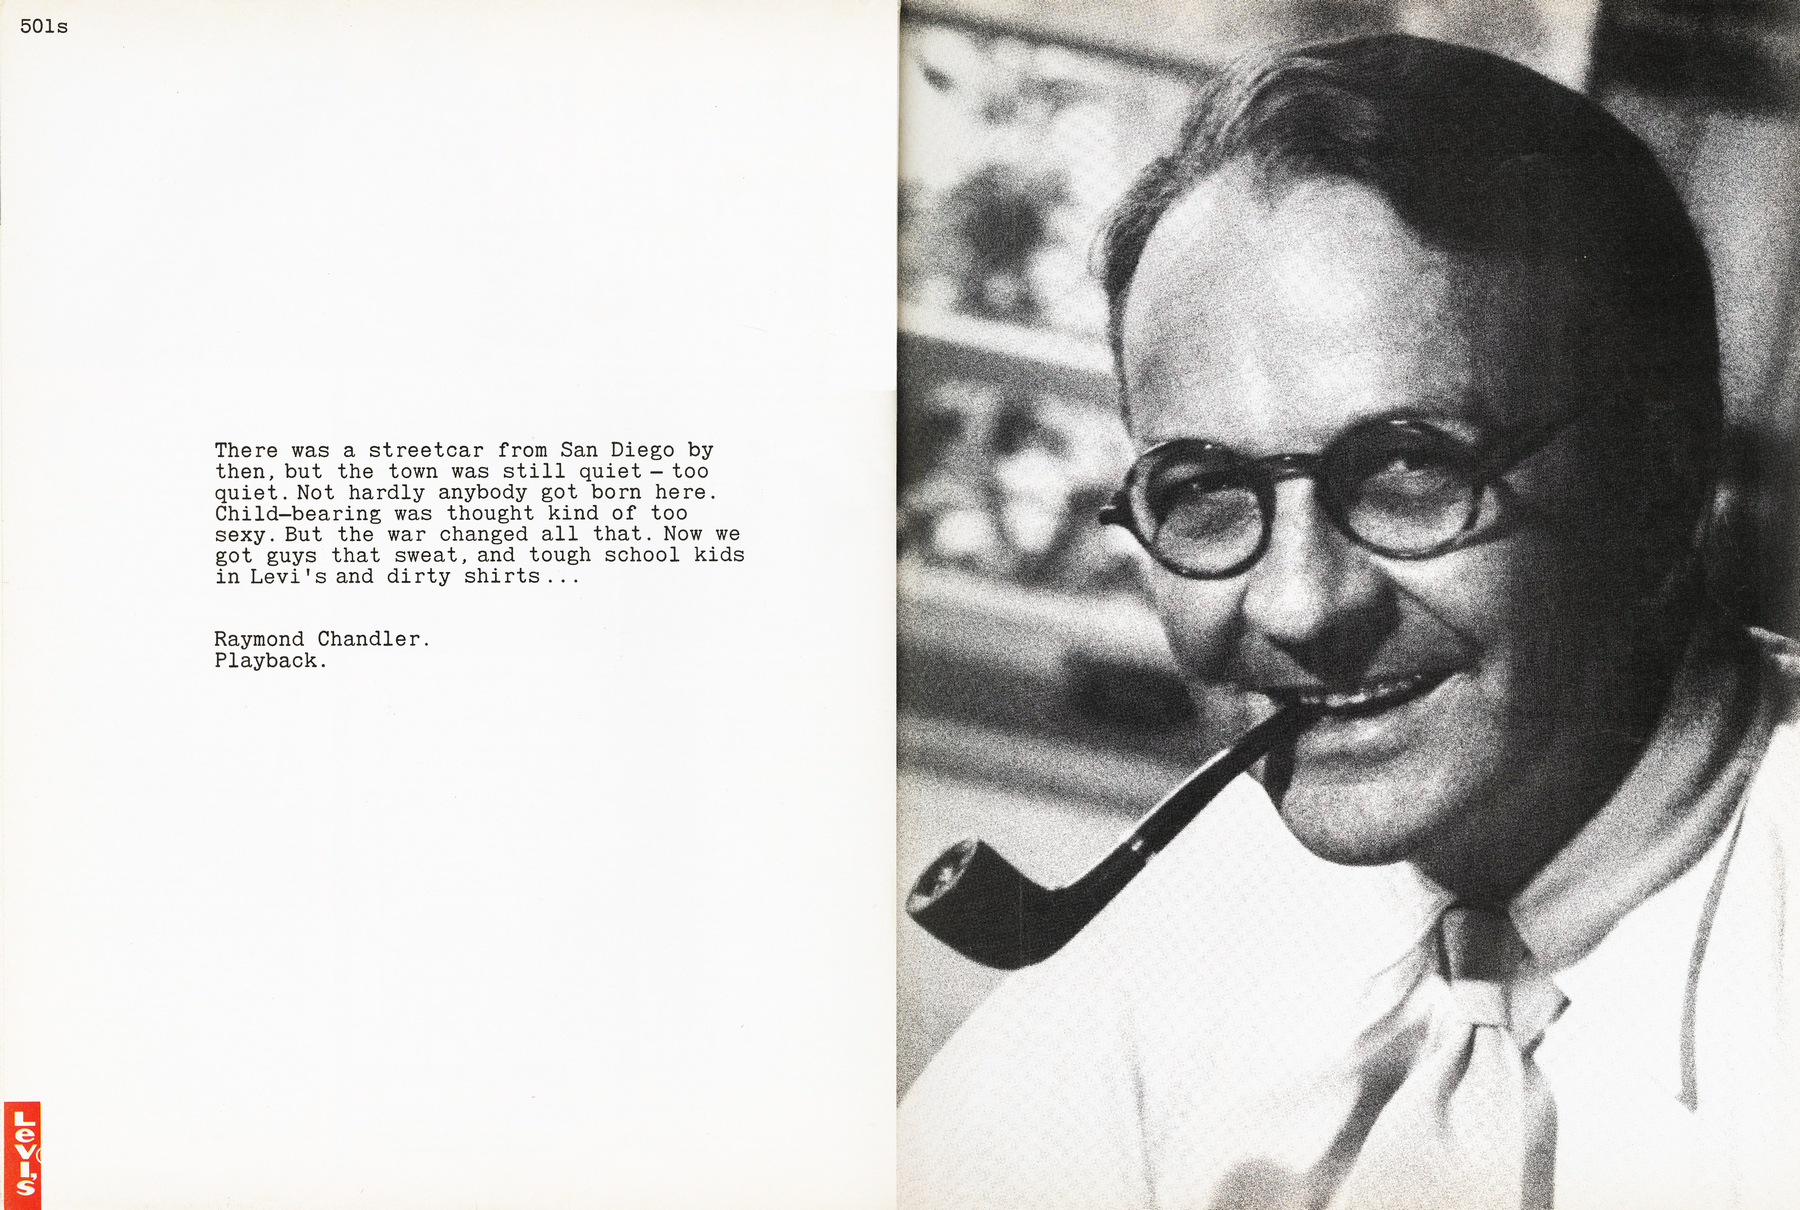 501s
There was a streetcar from San Diego by
then, but the town was still quiet – too
quiet. Not hardly anybody got born here.
Child–bearing was thought kind of too
sexy. But the war changed all that. Now we
got guys that sweat, and tough school kids
in Levi's and dirty shirts...
Raymond Chandler.
Playback.
Levi's